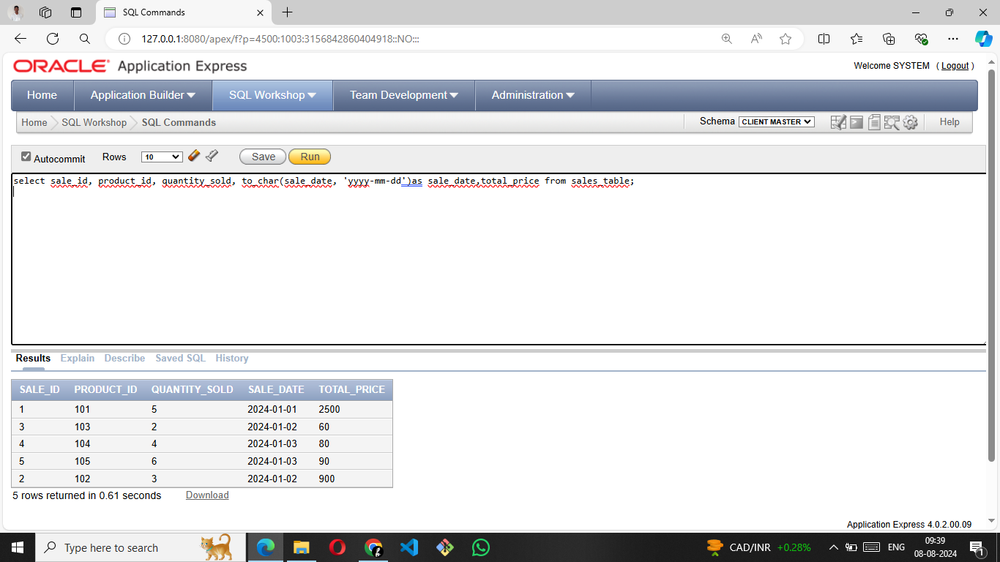 SQL Commands
127.0.0.1:8080/apex/f?p=4500:1003:3156842860404918::NO:::
ORACLE Application Express
Welcome SYSTEM ( Logout )
Home Application Builder SQL Workshop Team Development Administration
Home SQL Workshop SQL Commands Schema CLIENT MASTER Help
Autocommit Rows 10 Save Run
select sale_id, product_id, quantity_sold, to_char(sale_date, 'yyyy-mm-dd')as sale_date,total_price from sales_table;
Results Explain Describe Saved SQL History
SALE_ID PRODUCT_ID QUANTITY_SOLD SALE_DATE TOTAL_PRICE
1 101 5 2024-01-01 2500
3 103 2 2024-01-02 60
4 104 4 2024-01-03 80
5 105 6 2024-01-03 90
2 102 3 2024-01-02 900
5 rows returned in 0.61 seconds Download
Application Express 4.0.2.00.09
Type here to search CAD/INR +0.28% ENG 09:39
08-08-2024 1